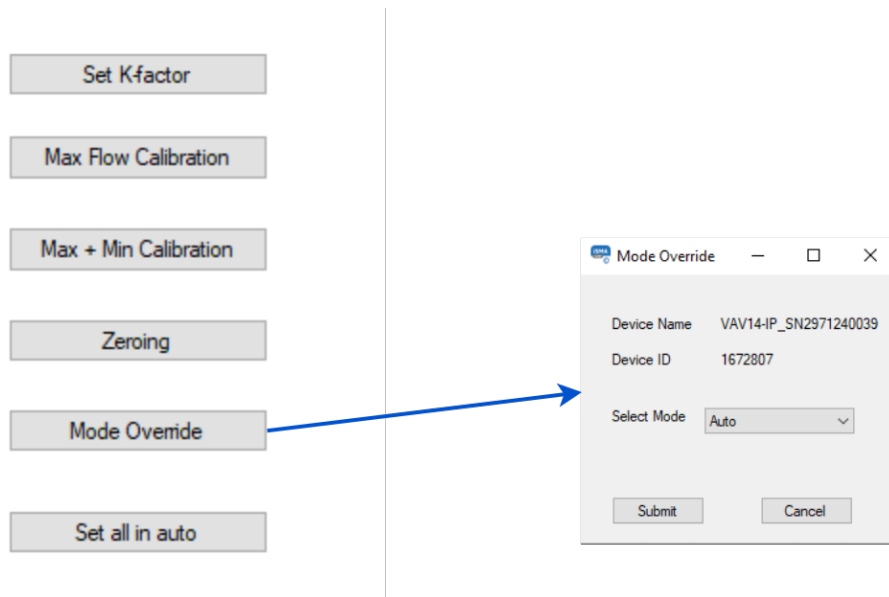 Set K-factor
Max Flow Calibration
Max + Min Calibration
Zeroing
Mode Override
Set all in auto
iSMA
Mode Override
Device Name VAV14-IP_SN2971240039
Device ID 1672807
Select Mode Auto
Submit Cancel